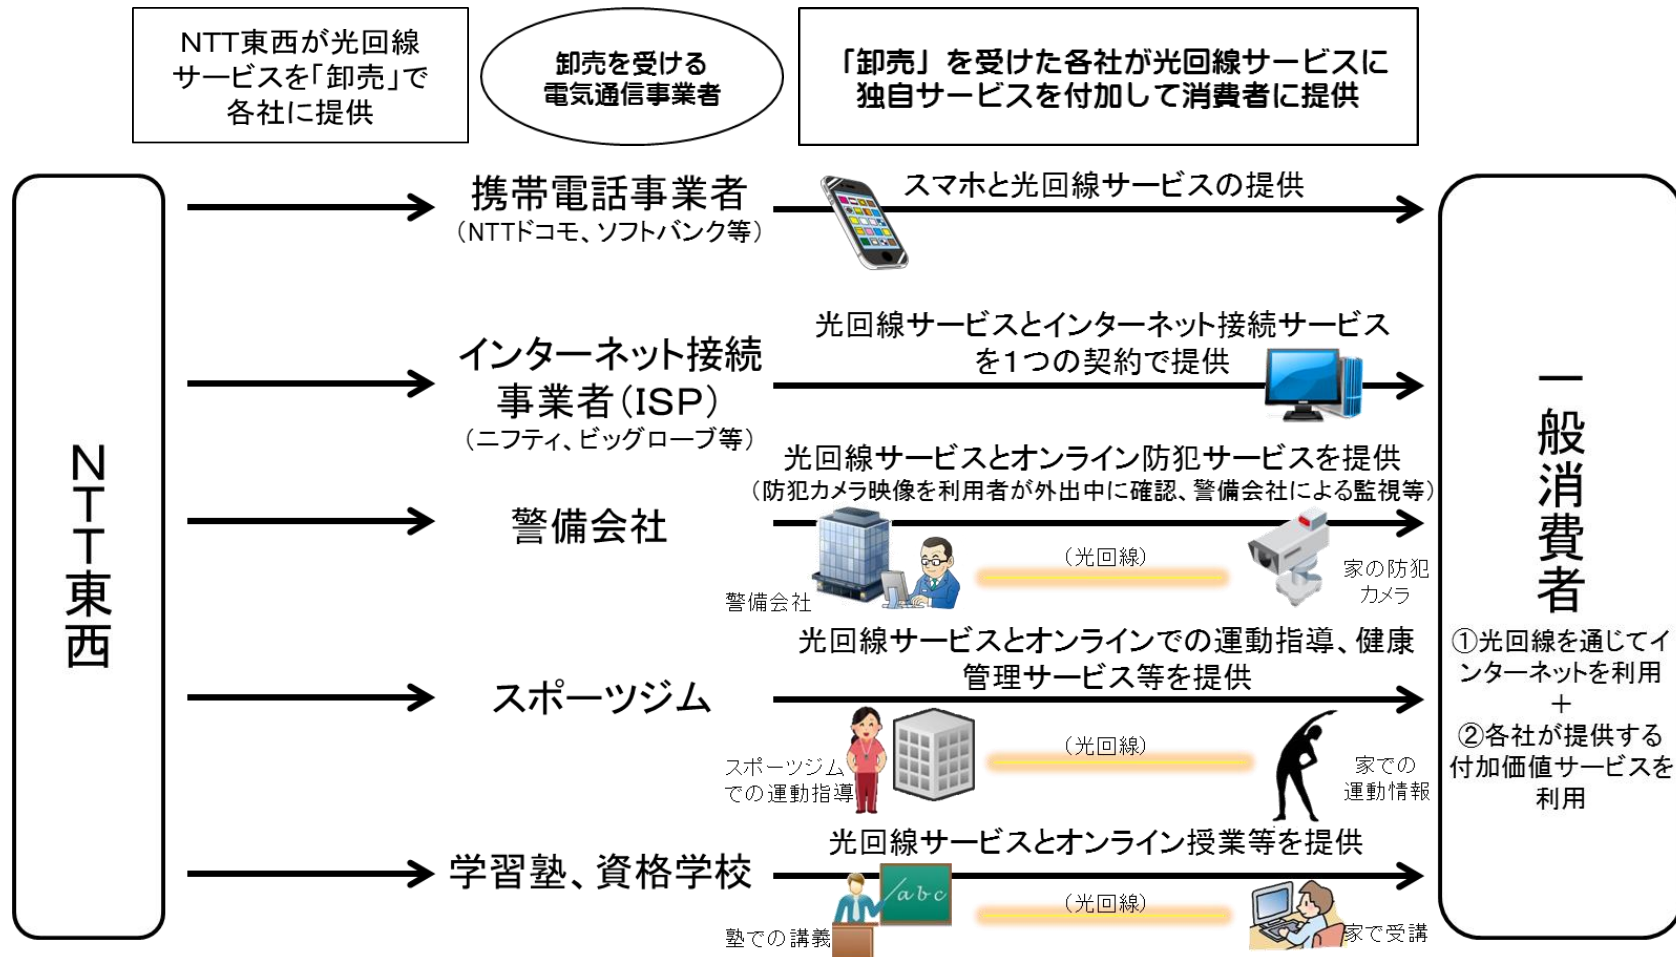 NTT東西が光回線
サービスを「卸売」で
各社に提供
卸売を受ける
電気通信事業者
「卸売」を受けた各社が光回線サービスに
独自サービスを付加して消費者に提供
NTT東西
携帯電話事業者
(NTTドコモ、ソフトバンク等)
スマホと光回線サービスの提供
インターネット接続
事業者(ISP)
(ニフティ、ビッグローブ等)
光回線サービスとインターネット接続サービス
を1つの契約で提供
警備会社
光回線サービスとオンライン防犯サービスを提供
(防犯カメラ映像を利用者が外出中に確認、警備会社による監視等)
(光回線)
警備会社
家の防犯
カメラ
スポーツジム
光回線サービスとオンラインでの運動指導、健康
管理サービス等を提供
(光回線)
スポーツジム
での運動指導
家での
運動情報
学習塾、資格学校
光回線サービスとオンライン授業等を提供
abc
(光回線)
塾での講義
家で受講
一般消費者
①光回線を通じてイ
ンターネットを利用
+
②各社が提供する
付加価値サービスを
利用